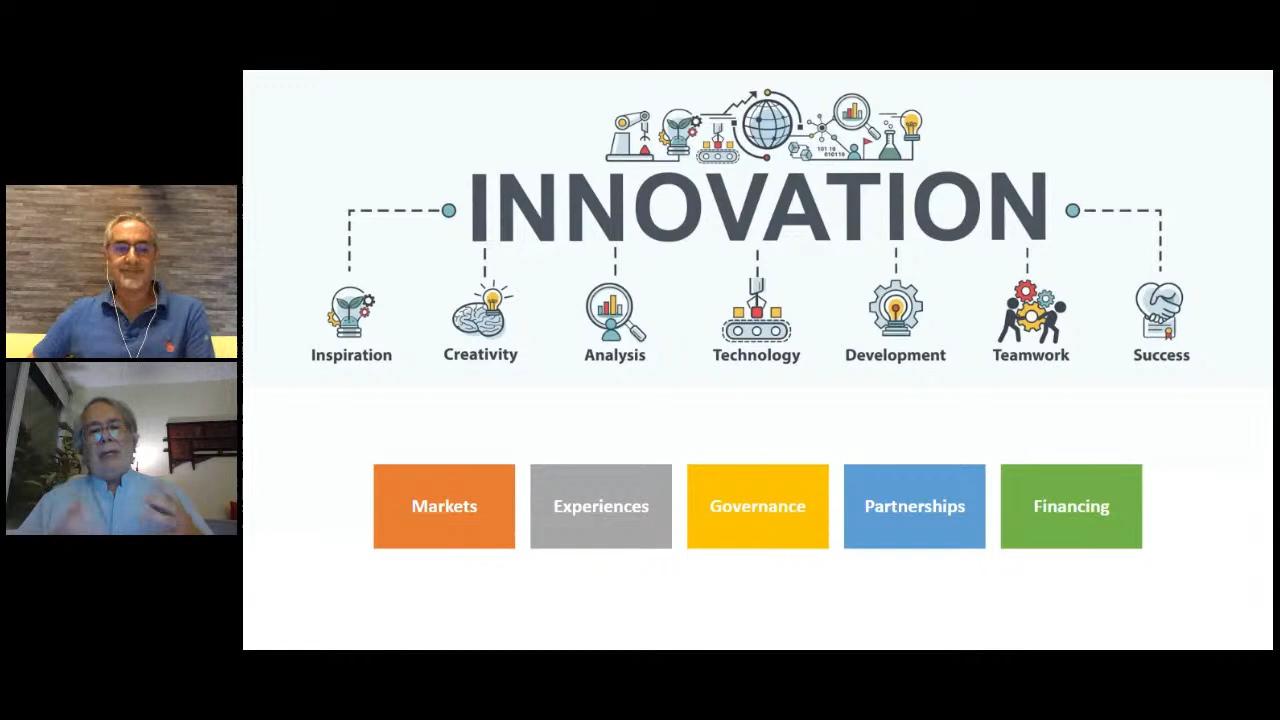 INNOVATION
Inspiration
Creativity
Analysis
Technology
Development
Teamwork
Success
Markets
Experiences
Governance
Partnerships
Financing